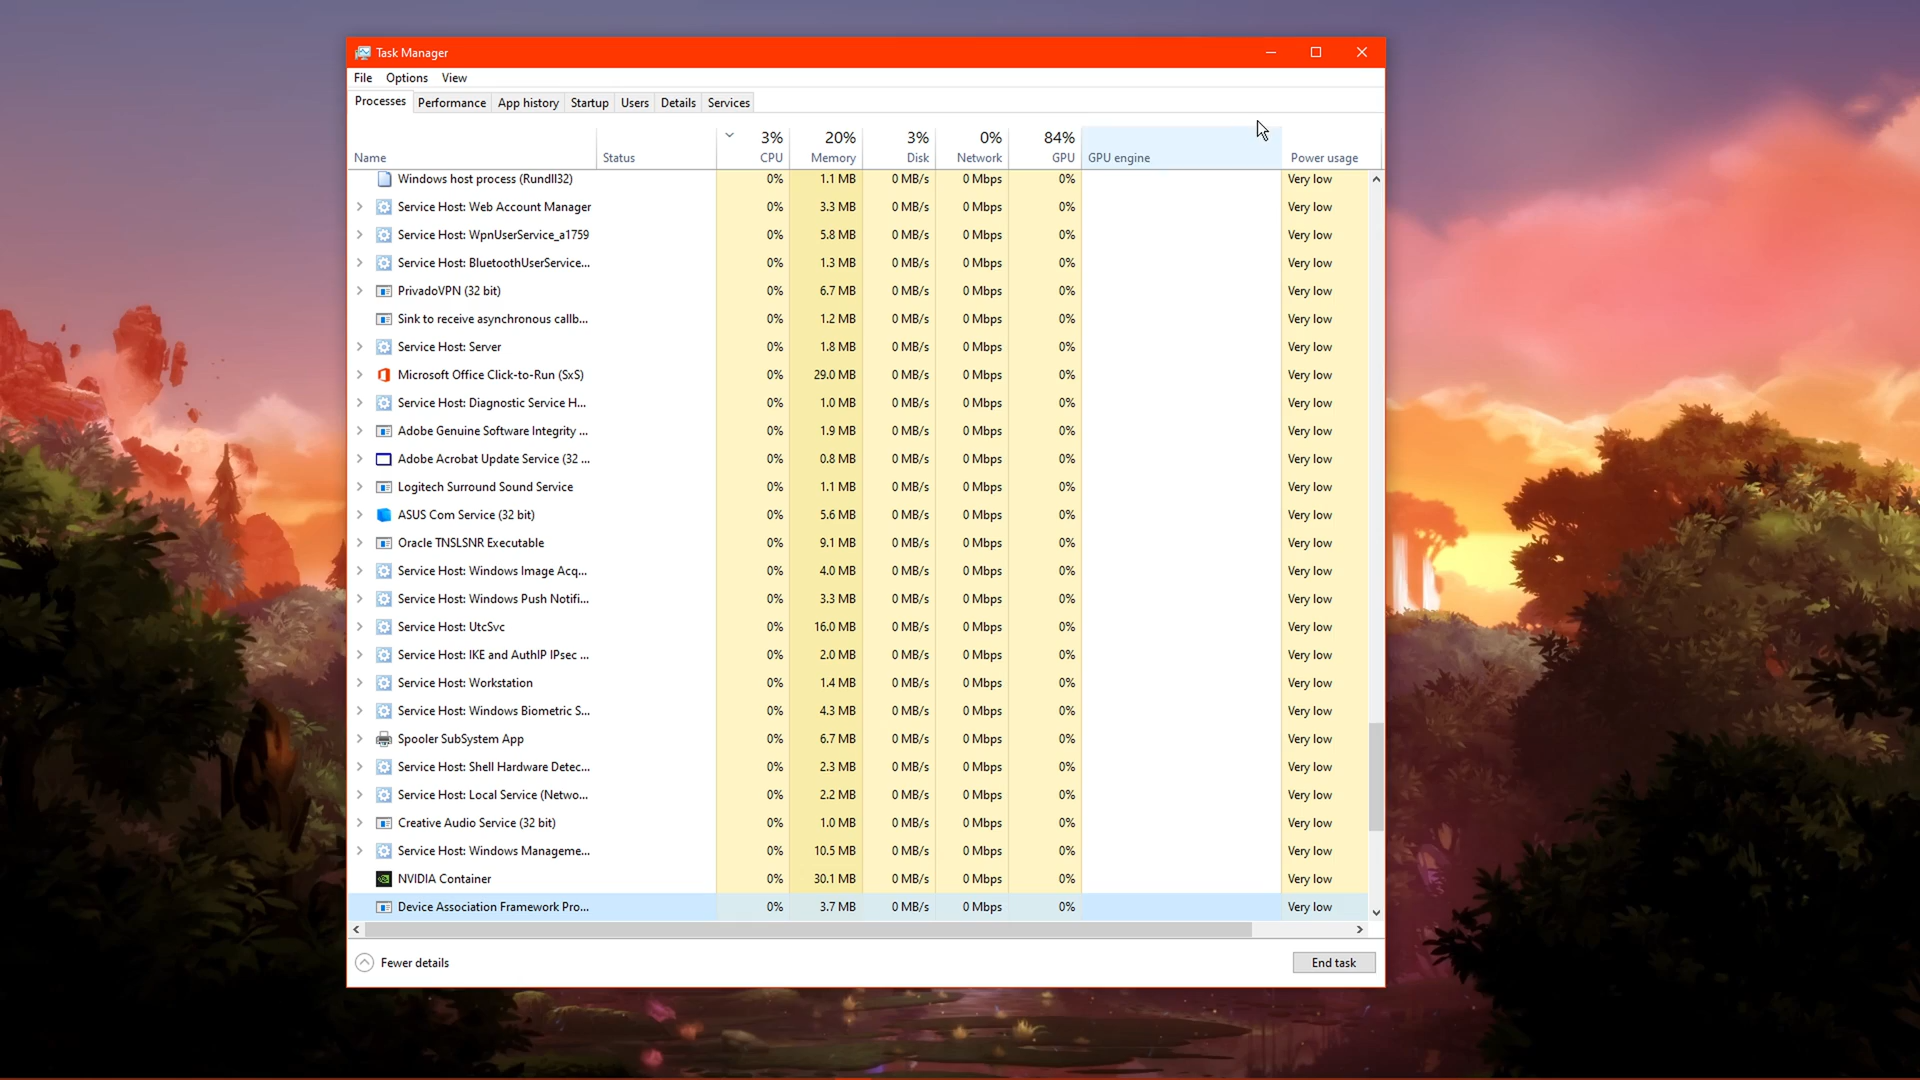 Task Manager
File Options View
Processes Performance App history Startup Users Details Services
3% 20% 3% 0% 84%
Name Status CPU Memory Disk Network GPU GPU engine Power usage
Windows host process (Rundll32) 0% 1.1 MB 0 MB/s 0 Mbps 0% Very low
Service Host: Web Account Manager 0% 3.3 MB 0 MB/s 0 Mbps 0% Very low
Service Host: WpnUserService_a1759 0% 5.8 MB 0 MB/s 0 Mbps 0% Very low
Service Host: BluetoothUserService... 0% 1.3 MB 0 MB/s 0 Mbps 0% Very low
PrivadoVPN (32 bit) 0% 6.7 MB 0 MB/s 0 Mbps 0% Very low
Sink to receive asynchronous callb... 0% 1.2 MB 0 MB/s 0 Mbps 0% Very low
Service Host: Server 0% 1.8 MB 0 MB/s 0 Mbps 0% Very low
Microsoft Office Click-to-Run (SxS) 0% 29.0 MB 0 MB/s 0 Mbps 0% Very low
Service Host: Diagnostic Service H... 0% 1.0 MB 0 MB/s 0 Mbps 0% Very low
Adobe Genuine Software Integrity ... 0% 1.9 MB 0 MB/s 0 Mbps 0% Very low
Adobe Acrobat Update Service (32 ... 0% 0.8 MB 0 MB/s 0 Mbps 0% Very low
Logitech Surround Sound Service 0% 1.1 MB 0 MB/s 0 Mbps 0% Very low
ASUS Com Service (32 bit) 0% 5.6 MB 0 MB/s 0 Mbps 0% Very low
Oracle TNSLSNR Executable 0% 9.1 MB 0 MB/s 0 Mbps 0% Very low
Service Host: Windows Image Acq... 0% 4.0 MB 0 MB/s 0 Mbps 0% Very low
Service Host: Windows Push Notifi... 0% 3.3 MB 0 MB/s 0 Mbps 0% Very low
Service Host: UtcSvc 0% 16.0 MB 0 MB/s 0 Mbps 0% Very low
Service Host: IKE and AuthIP IPsec ... 0% 2.0 MB 0 MB/s 0 Mbps 0% Very low
Service Host: Workstation 0% 1.4 MB 0 MB/s 0 Mbps 0% Very low
Service Host: Windows Biometric S... 0% 4.3 MB 0 MB/s 0 Mbps 0% Very low
Spooler SubSystem App 0% 6.7 MB 0 MB/s 0 Mbps 0% Very low
Service Host: Shell Hardware Detec... 0% 2.3 MB 0 MB/s 0 Mbps 0% Very low
Service Host: Local Service (Netwo... 0% 2.2 MB 0 MB/s 0 Mbps 0% Very low
Creative Audio Service (32 bit) 0% 1.0 MB 0 MB/s 0 Mbps 0% Very low
Service Host: Windows Manageme... 0% 10.5 MB 0 MB/s 0 Mbps 0% Very low
NVIDIA Container 0% 30.1 MB 0 MB/s 0 Mbps 0% Very low
Device Association Framework Pro... 0% 3.7 MB 0 MB/s 0 Mbps 0% Very low
Fewer details End task